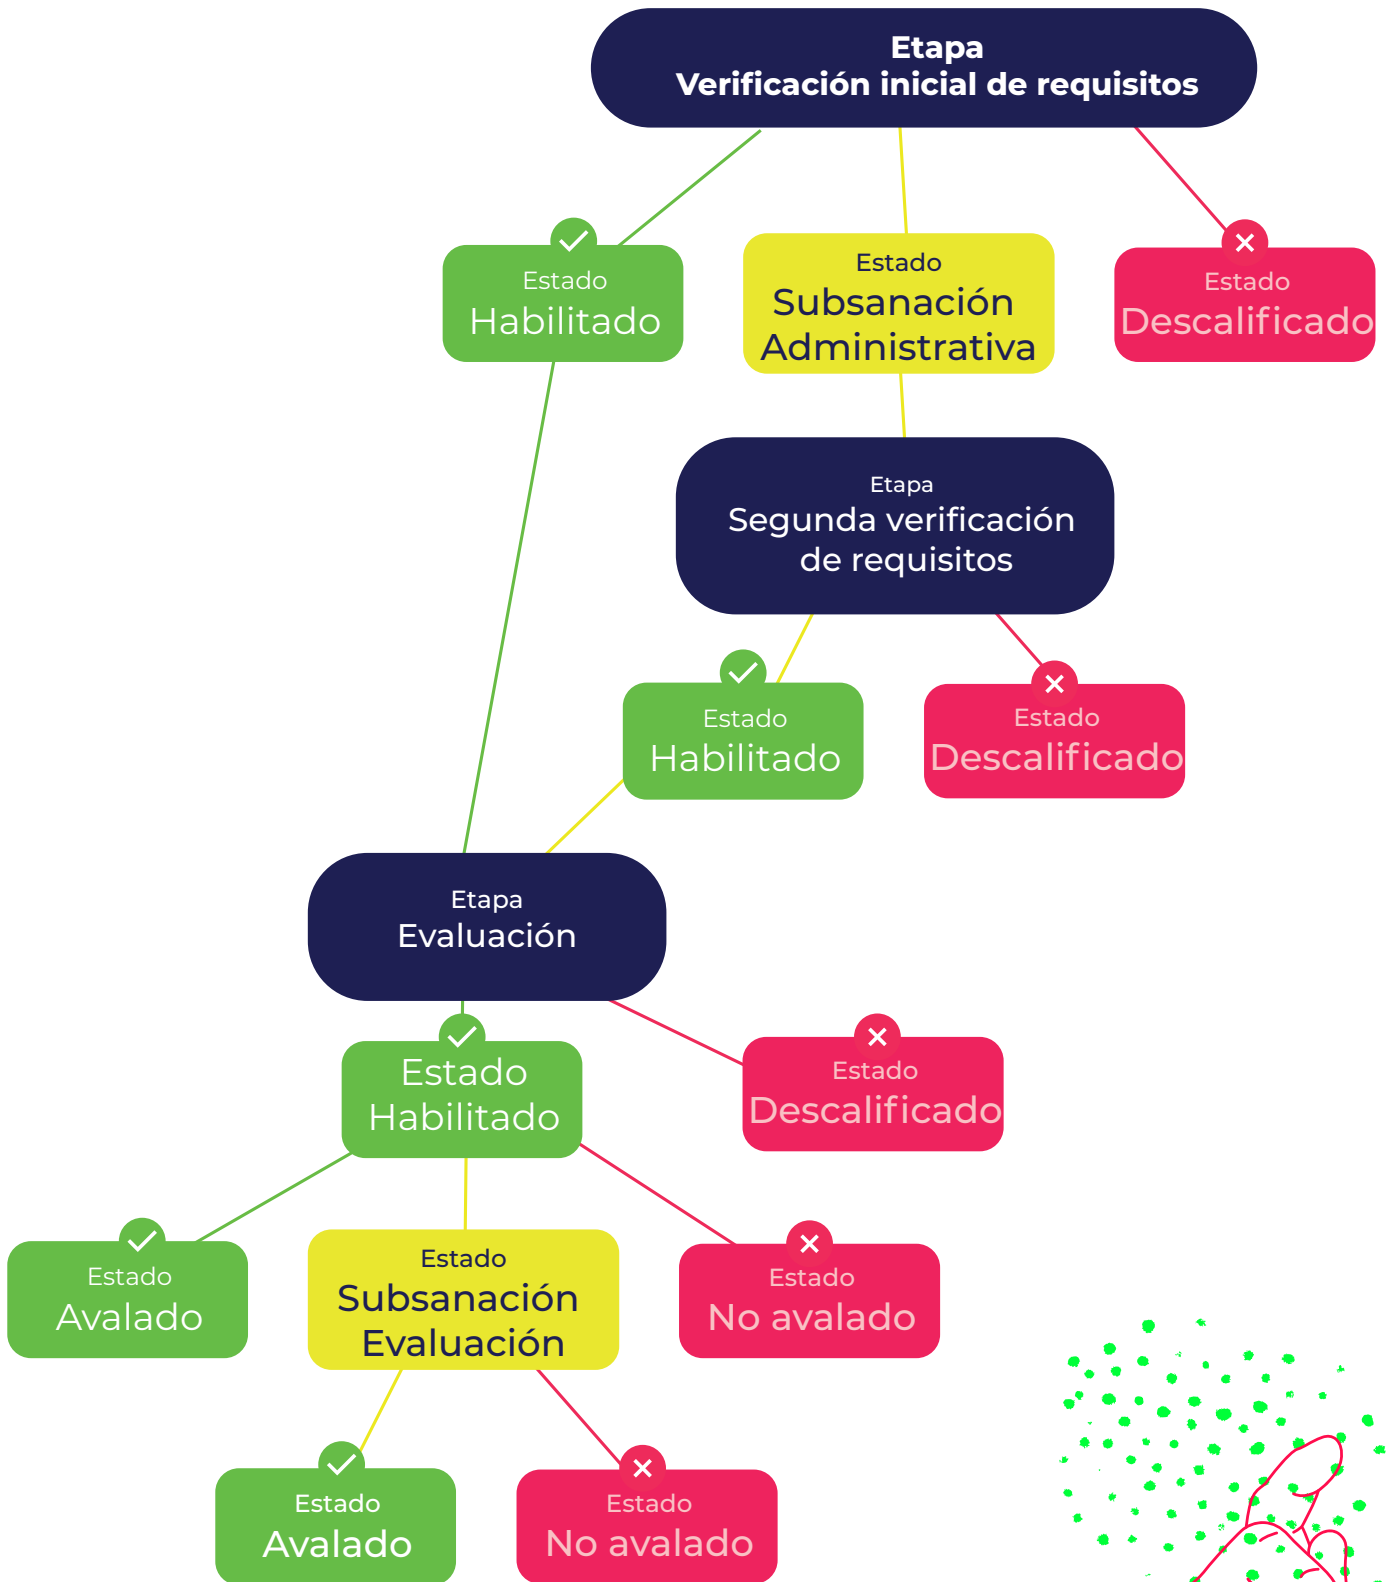 Etapa
Verificación inicial de requisitos
Estado
Habilitado
Estado
Subsanación
Administrativa
Estado
Descalificado
Etapa
Segunda verificación
de requisitos
Estado
Habilitado
Estado
Descalificado
Etapa
Evaluación
Estado
Habilitado
Estado
Descalificado
Estado
Avalado
Estado
Subsanación
Evaluación
Estado
No avalado
Estado
Avalado
Estado
No avalado